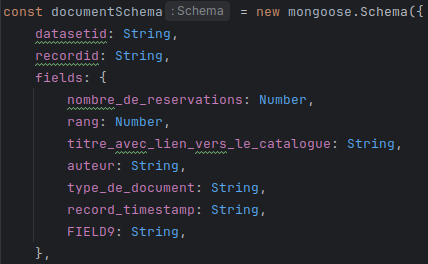 const documentSchema : Schema = new mongoose.Schema({
datasetid: String,
recordid: String,
fields: {
nombre_de_reservations: Number,
rang: Number,
titre_avec_lien_vers_le_catalogue: String,
auteur: String,
type_de_document: String,
record_timestamp: String,
FIELD9: String,
},